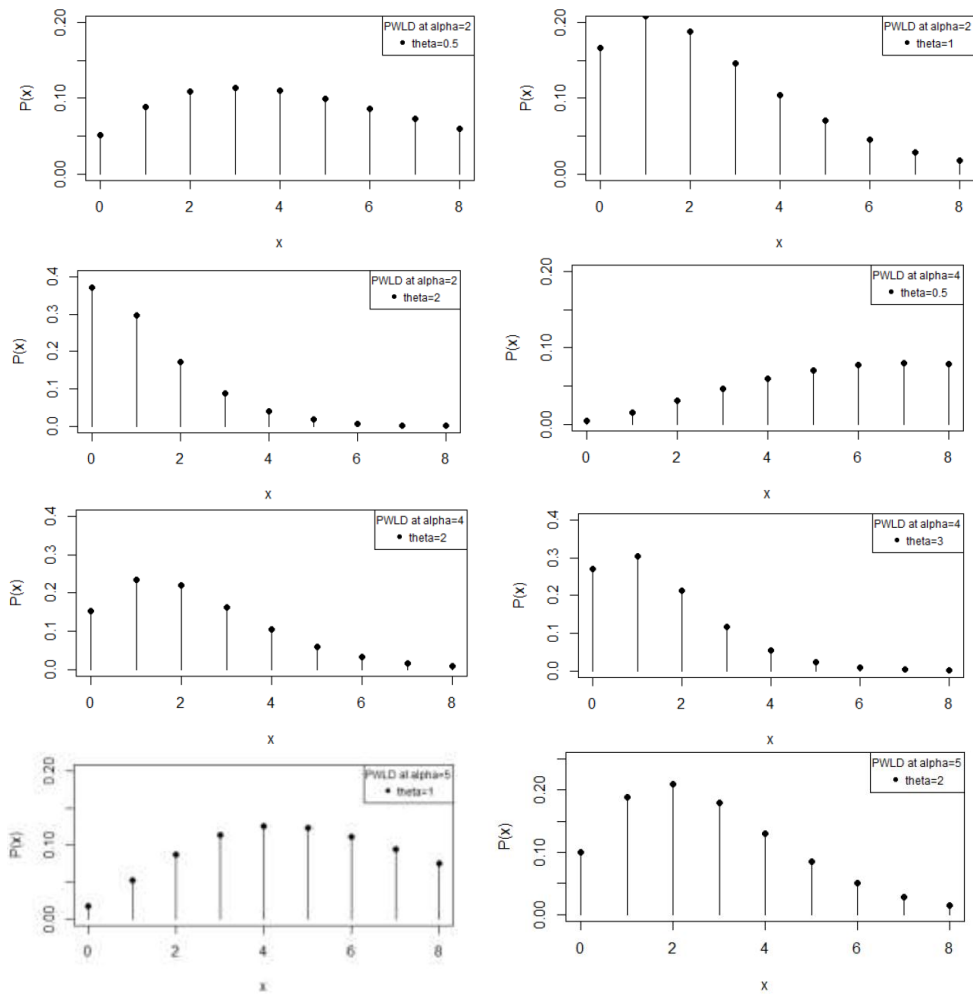 PWLD at alpha=2
theta=0.5
P(x)
0.00 0.10 0.20
0 2 4 6 8
x
PWLD at alpha=2
theta=1
P(x)
0.00 0.10 0.20
0 2 4 6 8
x
PWLD at alpha=2
theta=2
P(x)
0.0 0.1 0.2 0.3 0.4
0 2 4 6 8
x
PWLD at alpha=4
theta=0.5
P(x)
0.00 0.10 0.20
0 2 4 6 8
x
PWLD at alpha=4
theta=2
P(x)
0.0 0.1 0.2 0.3 0.4
0 2 4 6 8
x
PWLD at alpha=4
theta=3
P(x)
0.0 0.1 0.2 0.3 0.4
0 2 4 6 8
x
PWLD at alpha=5
theta=1
P(x)
0.00 0.10 0.20
0 2 4 6 8
x
PWLD at alpha=5
theta=2
P(x)
0.00 0.10 0.20
0 2 4 6 8
x